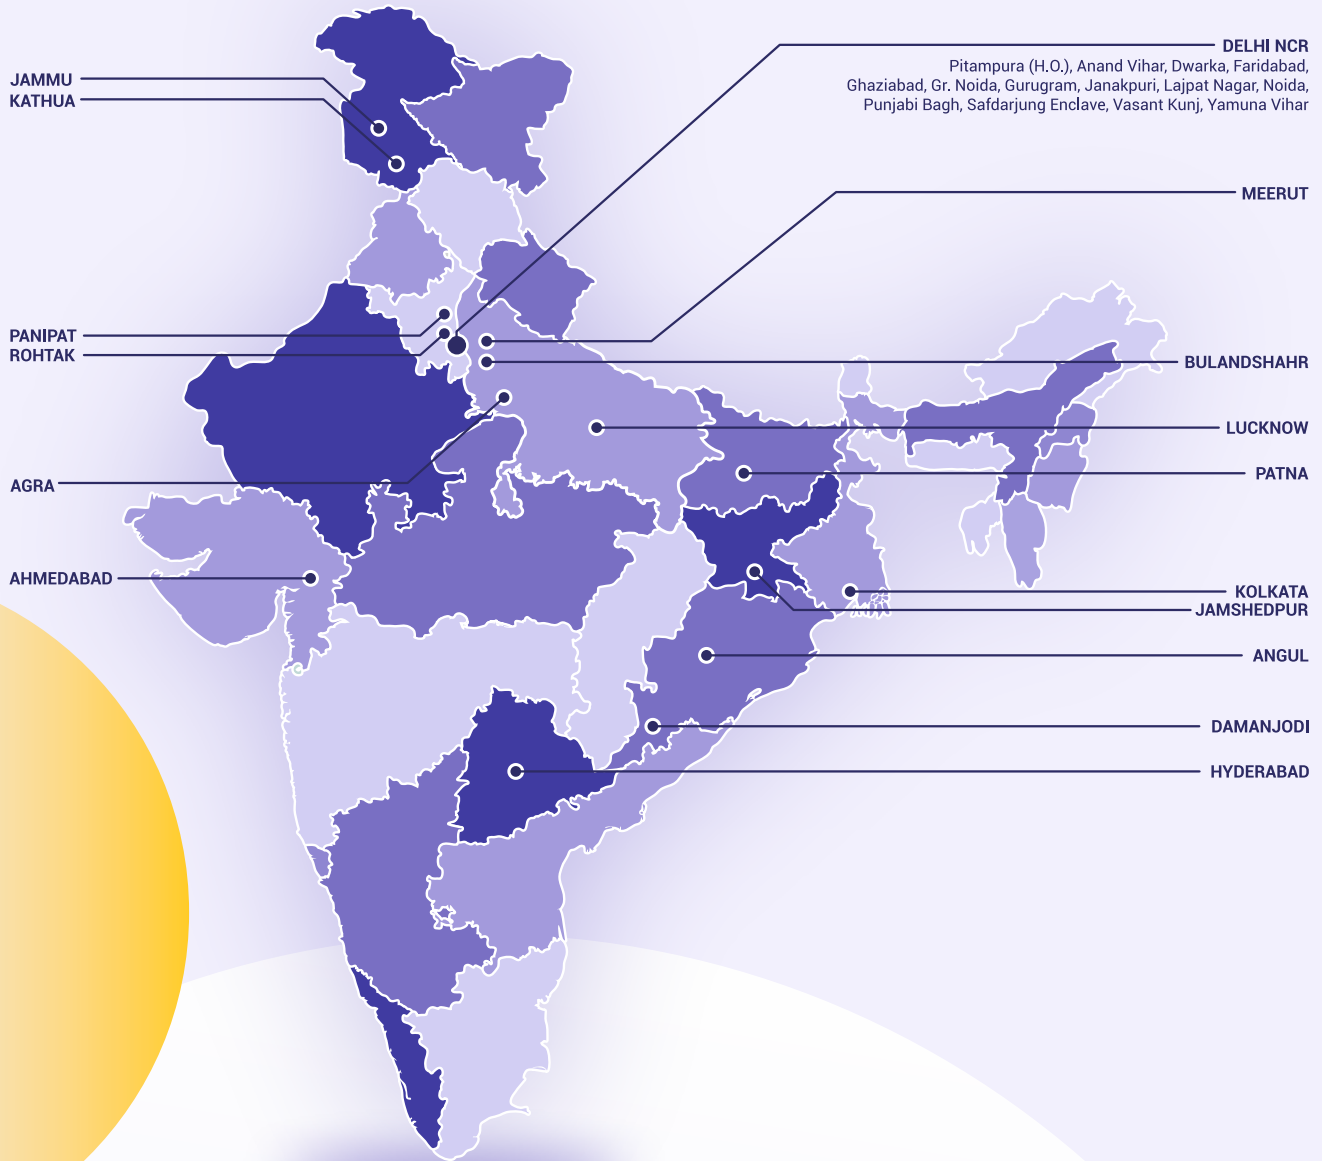 JAMMU
KATHUA
PANIPAT
ROHTAK
AGRA
AHMEDABAD
DELHI NCR
Pitampura (H.O.), Anand Vihar, Dwarka, Faridabad,
Ghaziabad, Gr. Noida, Gurugram, Janakpuri, Lajpat Nagar, Noida,
Punjabi Bagh, Safdarjung Enclave, Vasant Kunj, Yamuna Vihar
MEERUT
BULANDSHAHR
LUCKNOW
PATNA
KOLKATA
JAMSHEDPUR
ANGUL
DAMANJODI
HYDERABAD